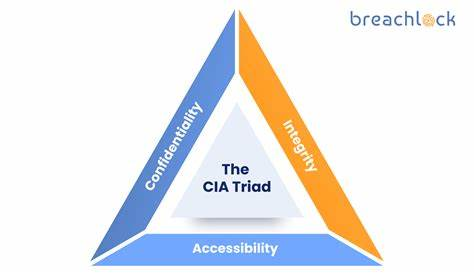 breachlock
Confidentiality
Integrity
The
CIA Triad
Accessibility